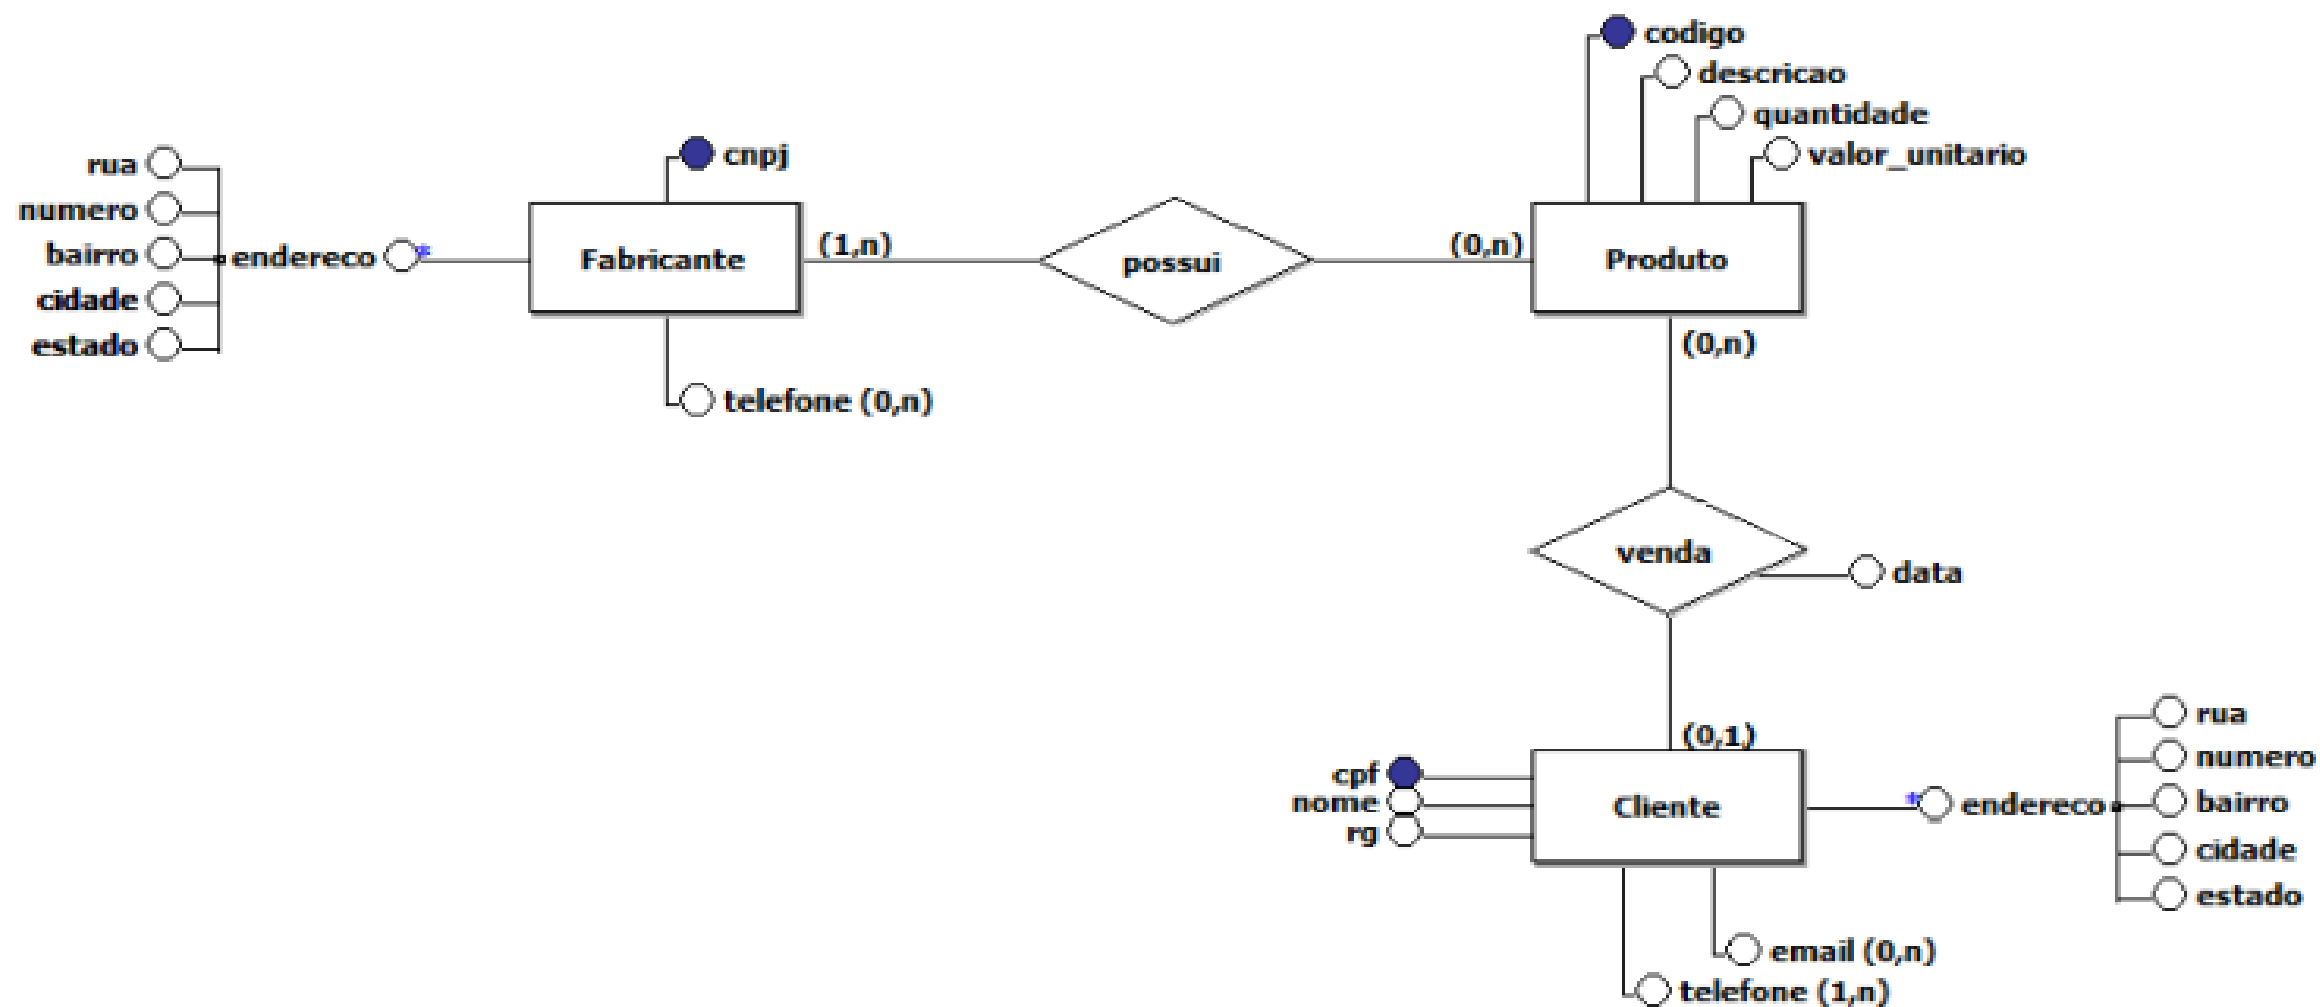 codigo
descricao
quantidade
valor_unitario
cnpj
rua
numero
bairro
cidade
estado
endereco *
Fabricante
(1,n)
possui
(0,n)
Produto
telefone (0,n)
(0,n)
venda
data
(0,1)
cpf
nome
rg
Cliente
* endereco
rua
numero
bairro
cidade
estado
email (0,n)
telefone (1,n)